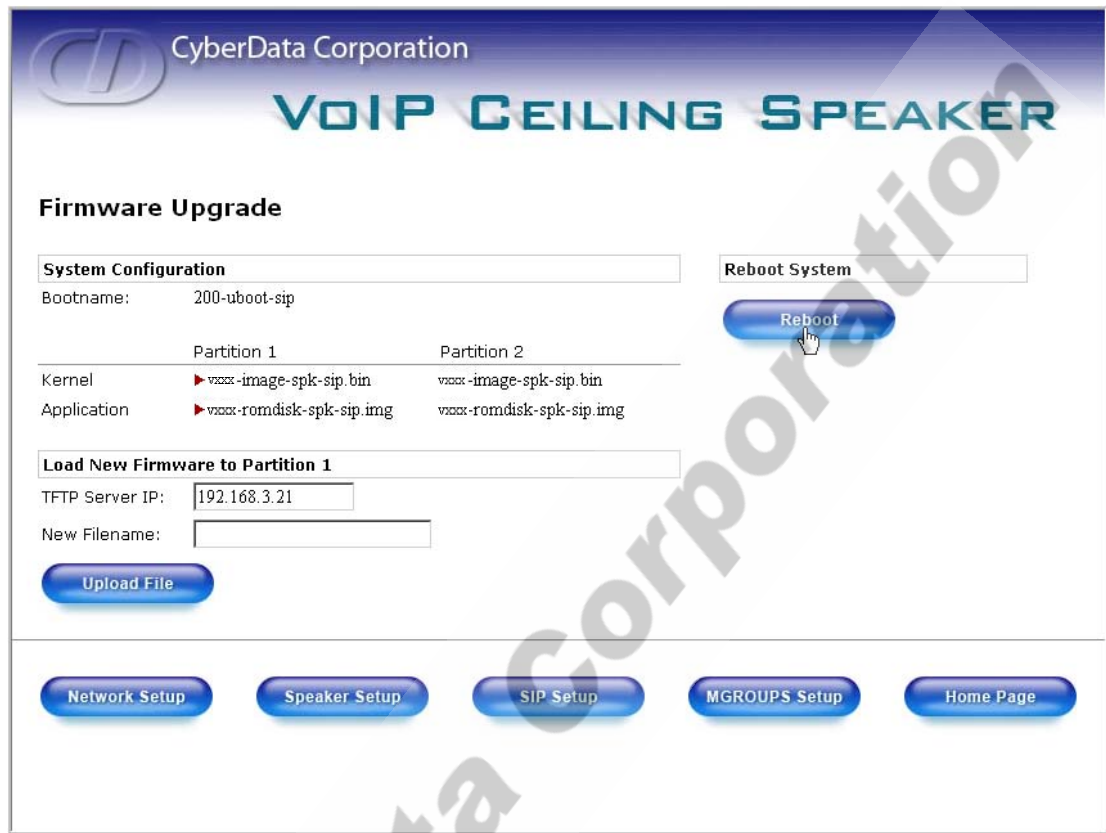 CyberData Corporation
VoIP Ceiling Speaker
Firmware Upgrade
System Configuration
Bootname: 200-uboot-sip
Partition 1 Partition 2
Kernel vxxx-image-spk-sip.bin vxxx-image-spk-sip.bin
Application vxxx-romdisk-spk-sip.img vxxx-romdisk-spk-sip.img
Load New Firmware to Partition 1
TFTP Server IP: 192.168.3.21
New Filename:
Upload File
Reboot System
Reboot
Network Setup Speaker Setup SIP Setup MGROUPS Setup Home Page
ta Corporation